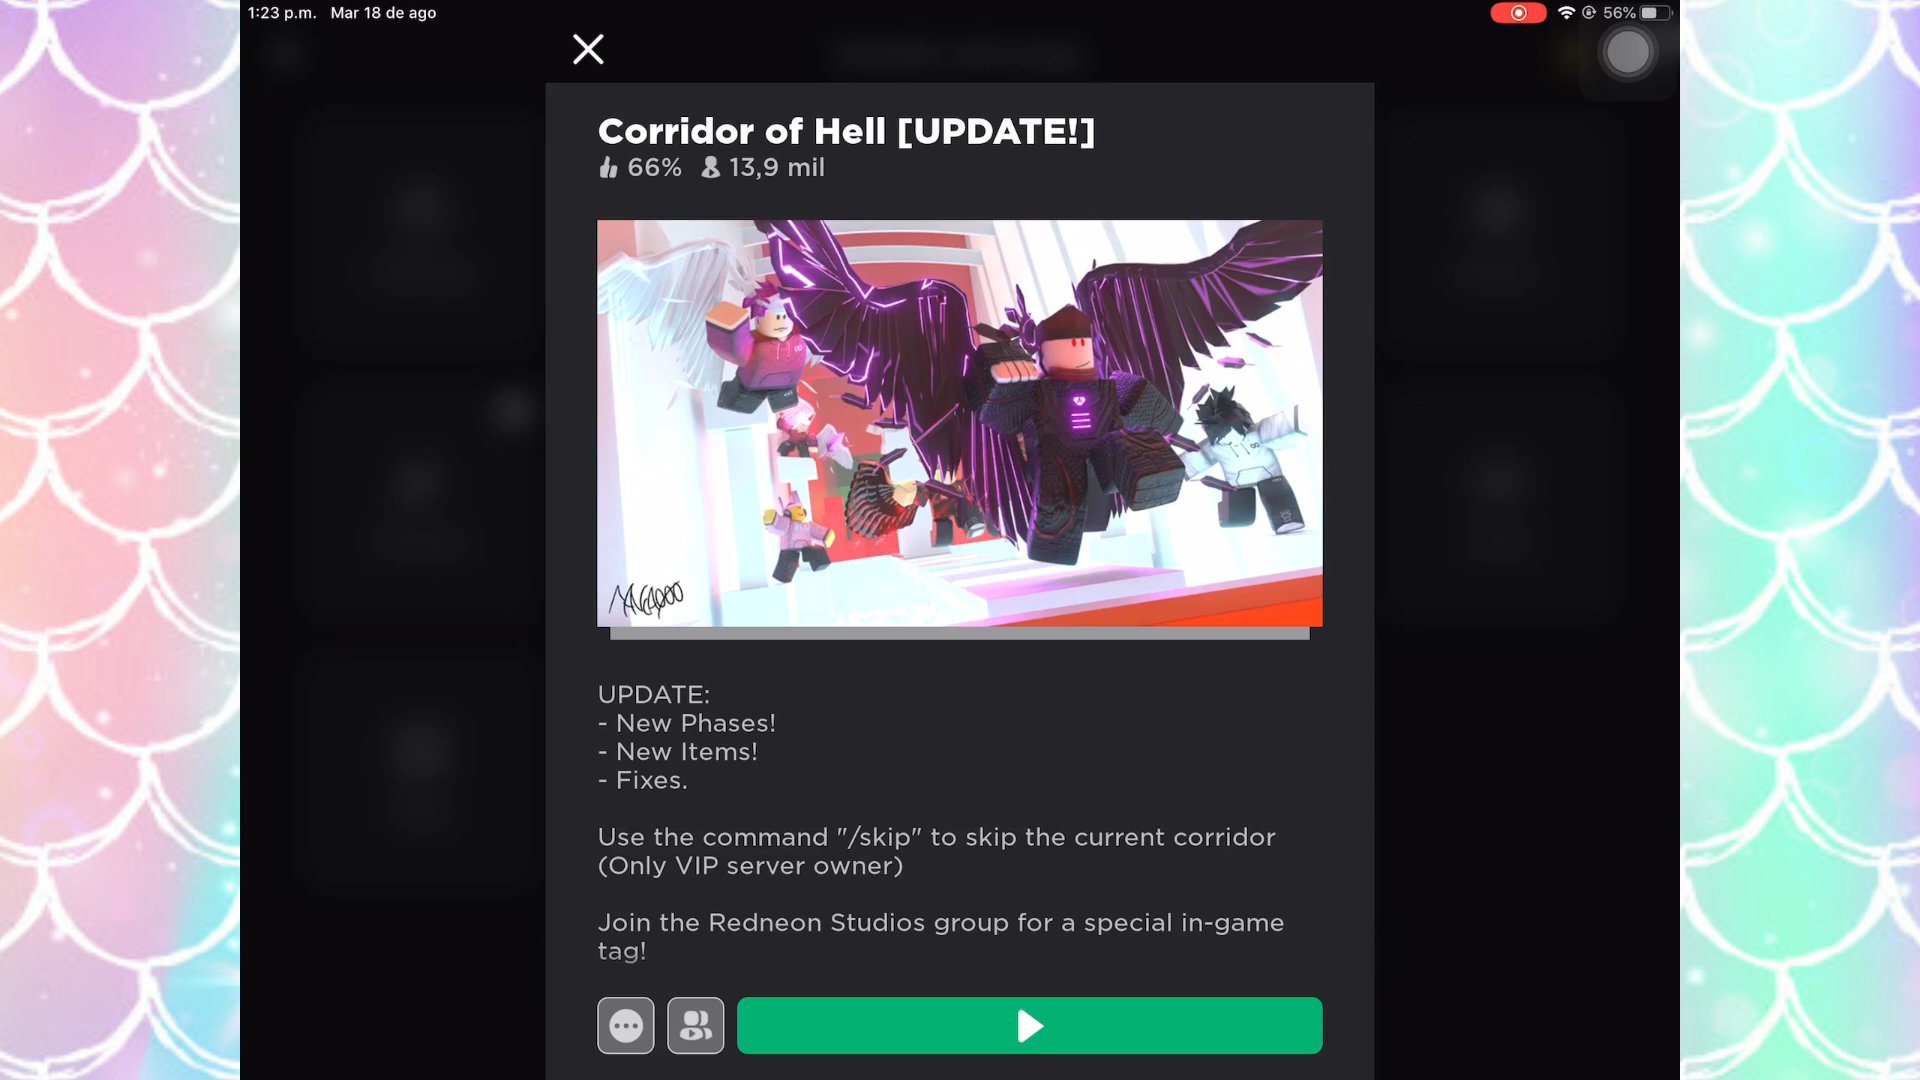 1:23 p.m. Mar 18 de ago
56%
Corridor of Hell [UPDATE!]
66% 13,9 mil
UPDATE:
- New Phases!
- New Items!
- Fixes.
Use the command "/skip" to skip the current corridor
(Only VIP server owner)
Join the Redneon Studios group for a special in-game
tag!